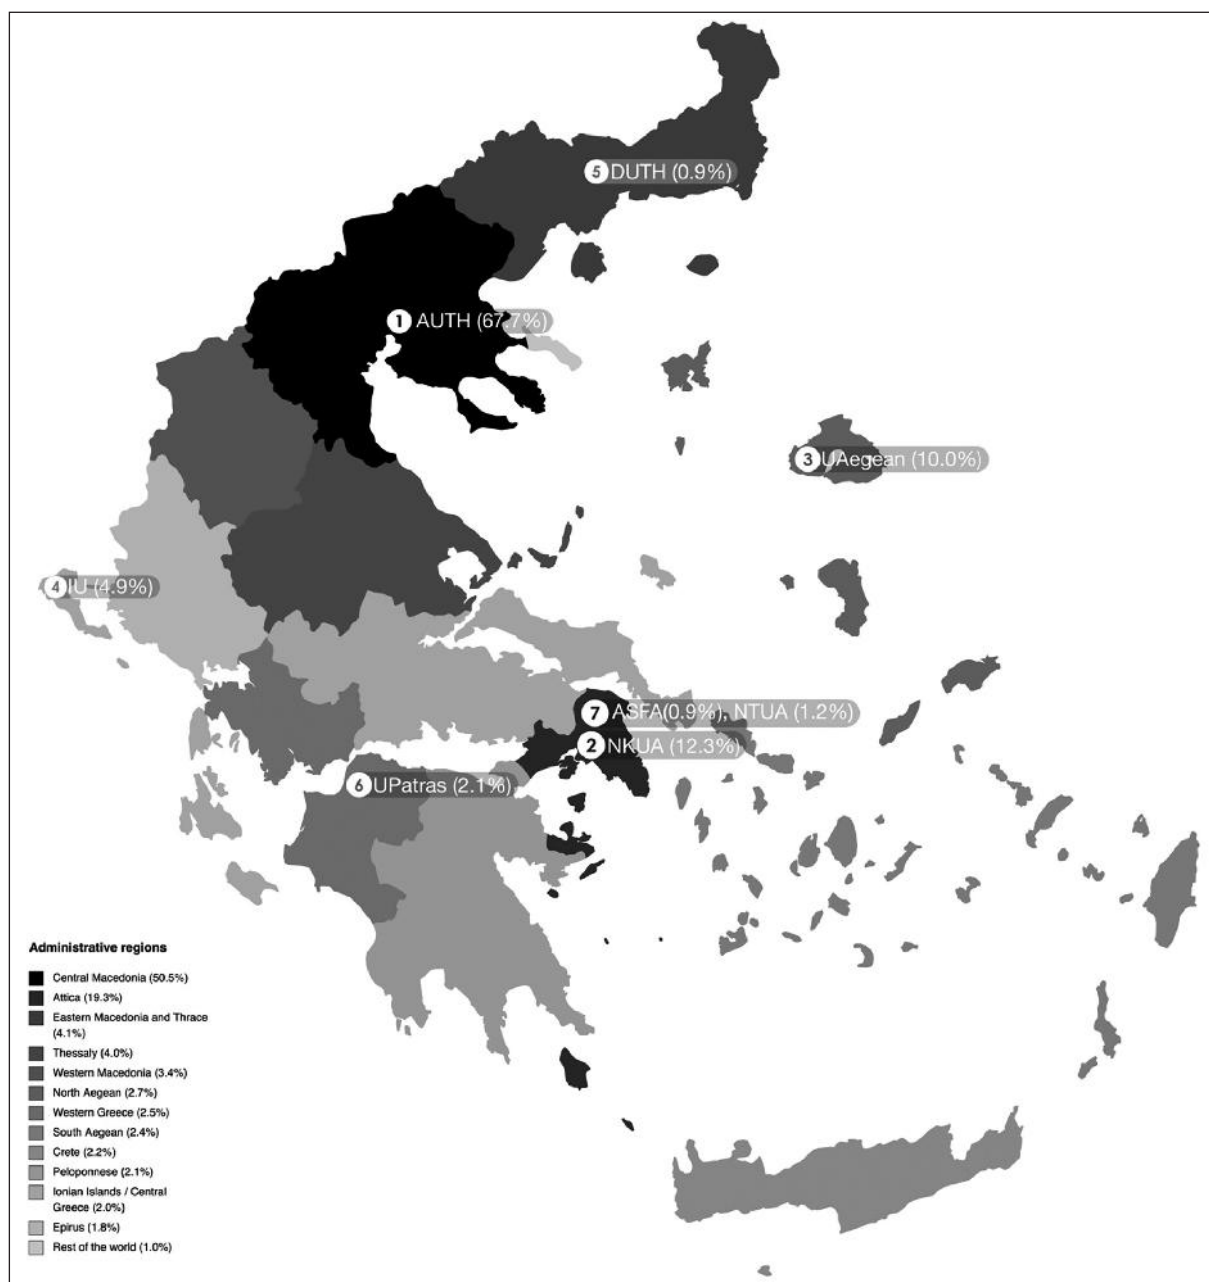 5 DUTH (0.9%)
1 AUTH (67.7%)
3 UAegean (10.0%)
4 IU (4.9%)
7 ASFA(0.9%), NTUA (1.2%)
2 NKUA (12.3%)
6 UPatras (2.1%)
Administrative regions
Central Macedonia (50.5%)
Attica (19.3%)
Eastern Macedonia and Thrace
(4.1%)
Thessaly (4.0%)
Western Macedonia (3.4%)
North Aegean (2.7%)
Western Greece (2.5%)
South Aegean (2.4%)
Crete (2.2%)
Peloponnese (2.1%)
Ionian Islands / Central
Greece (2.0%)
Epirus (1.8%)
Rest of the world (1.0%)